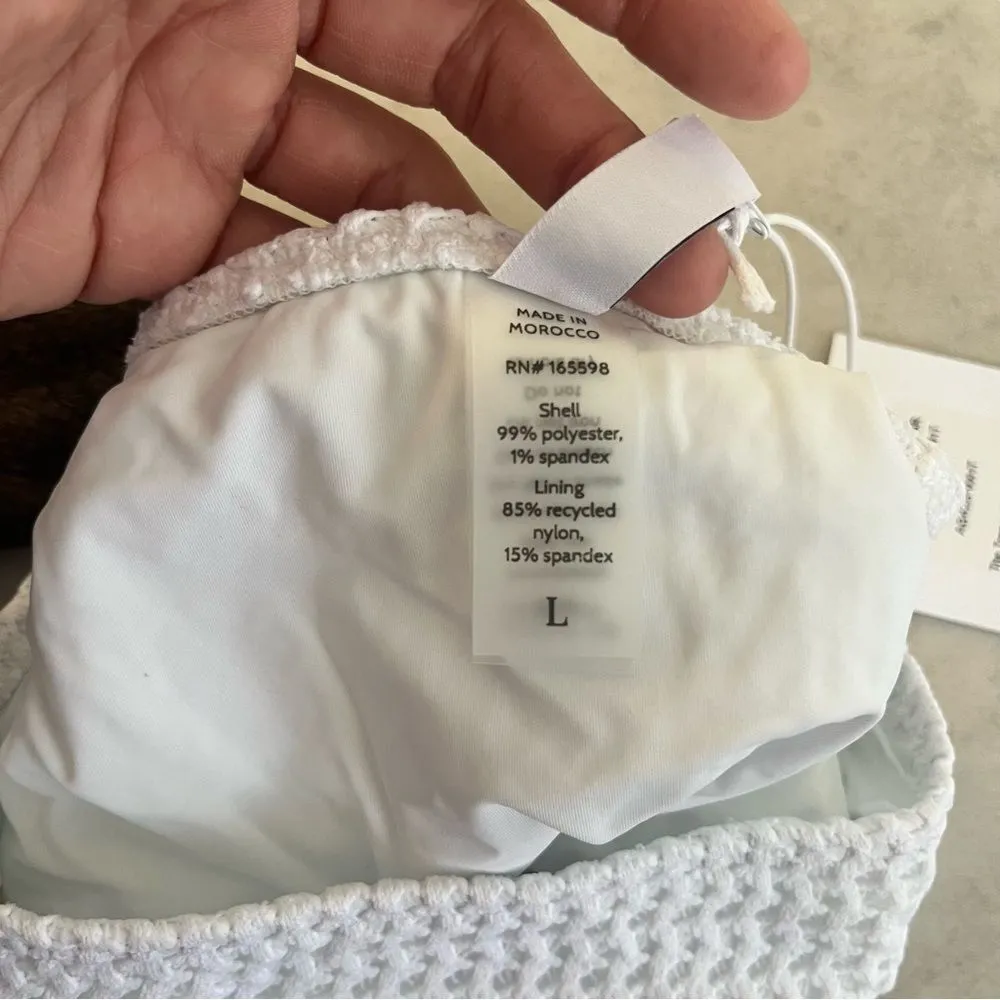 MADE IN
MOROCCO
RN# 165598
Shell
99% polyester,
1% spandex
Lining
85% recycled
nylon,
15% spandex
L